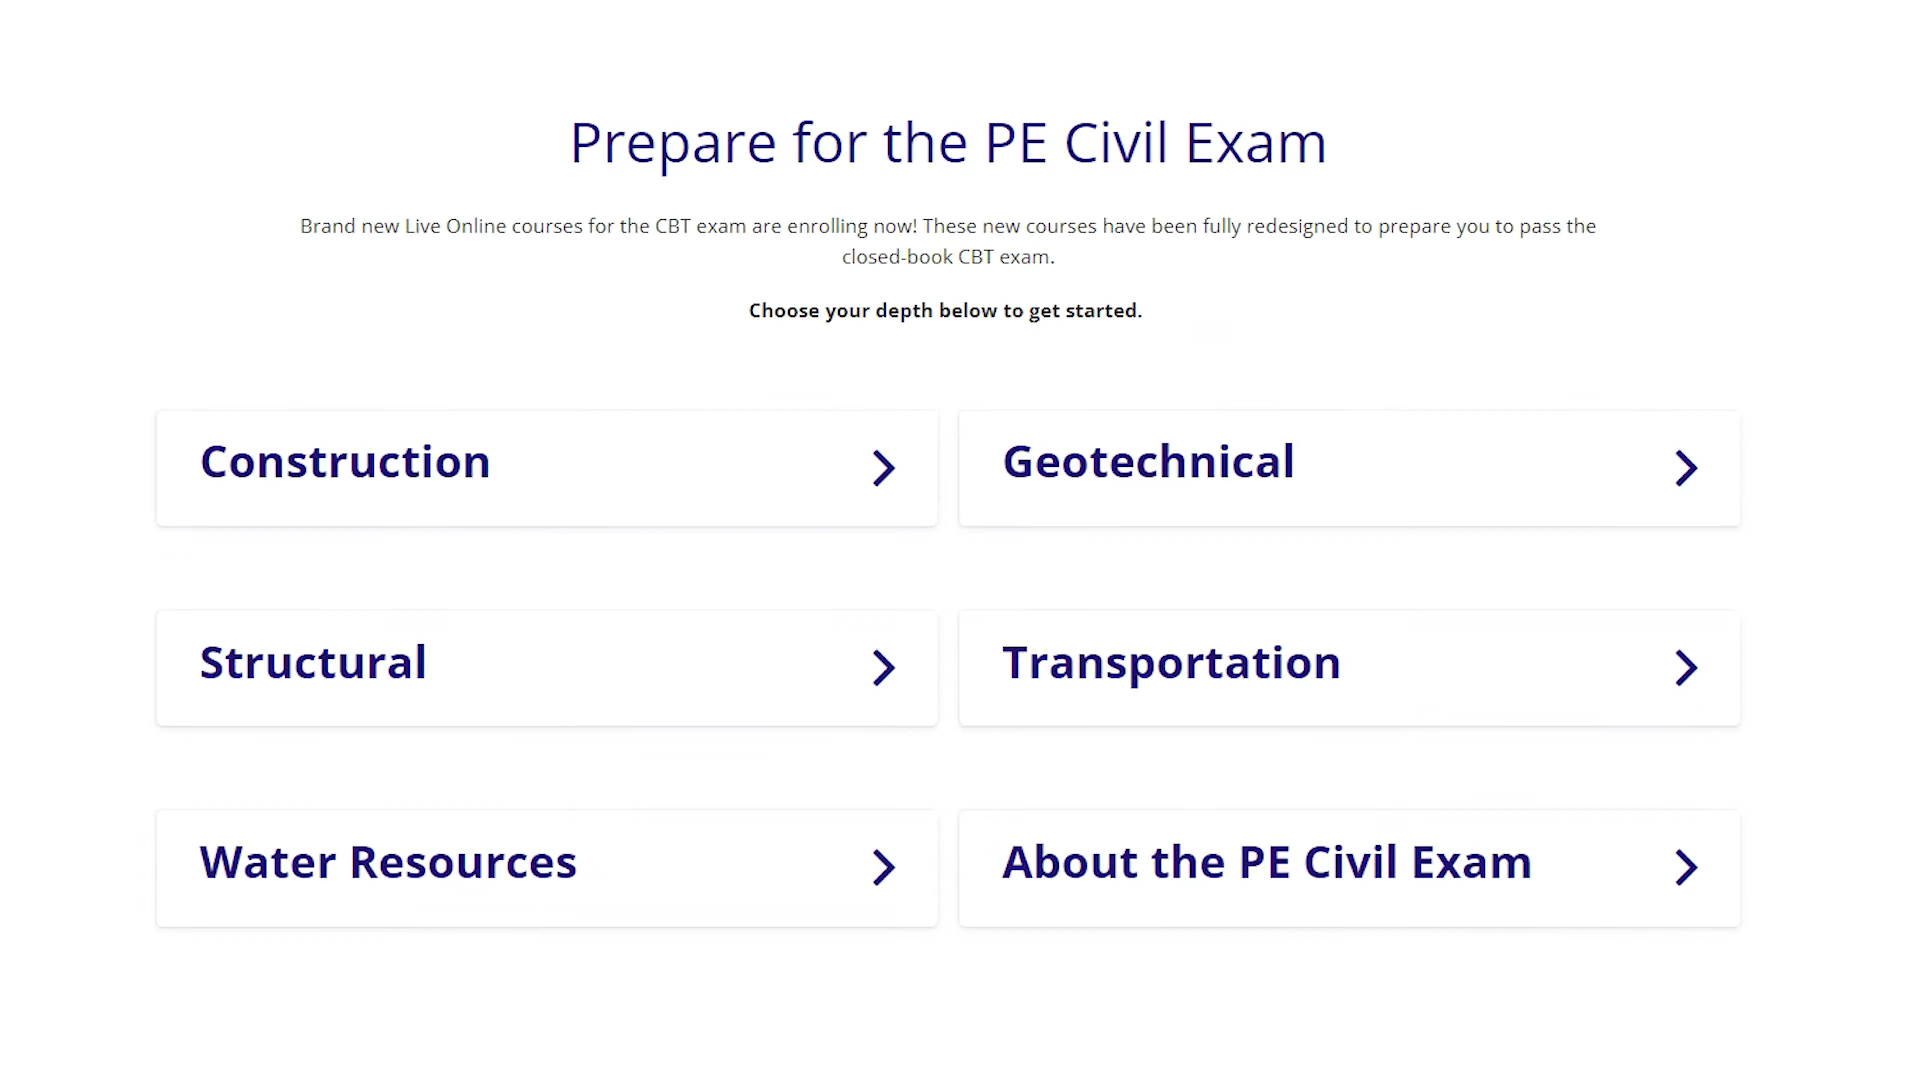 Prepare for the PE Civil Exam
Brand new Live Online courses for the CBT exam are enrolling now! These new courses have been fully redesigned to prepare you to pass the
closed-book CBT exam.
Choose your depth below to get started.
Construction
Geotechnical
Structural
Transportation
Water Resources
About the PE Civil Exam